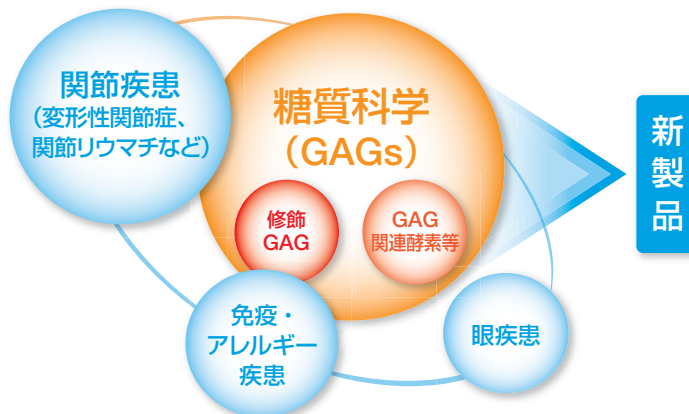 関節疾患
（変形性関節症、
関節リウマチなど）
糖質科学
（GAGs）
修飾
GAG
GAG
関連酵素等
免疫・
アレルギー
疾患
眼疾患
新製品